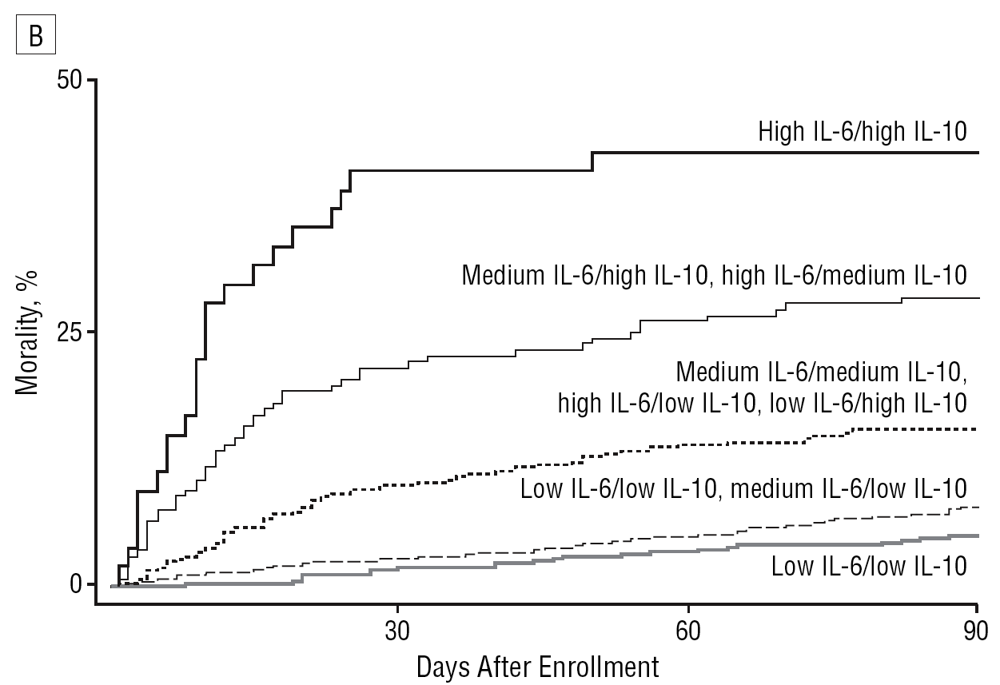 B
50
High IL-6/high IL-10
Medium IL-6/high IL-10, high IL-6/medium IL-10
Morality, %
25
Medium IL-6/medium IL-10,
high IL-6/low IL-10, low IL-6/high IL-10
Low IL-6/low IL-10, medium IL-6/low IL-10
Low IL-6/low IL-10
0
30
60
90
Days After Enrollment